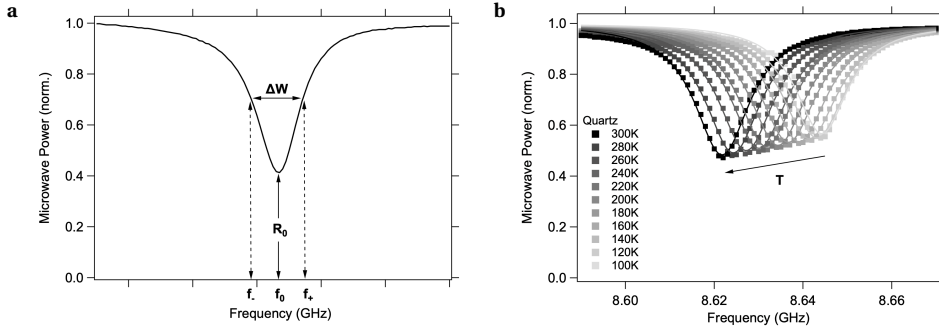 a
Microwave Power (norm.)
1.0
0.8
0.6
0.4
0.2
0.0
ΔW
R0
f-
f0
f+
Frequency (GHz)
b
Microwave Power (norm.)
1.0
0.8
0.6
0.4
0.2
0.0
Quartz
300K
280K
260K
240K
220K
200K
180K
160K
140K
120K
100K
T
8.60
8.62
8.64
8.66
Frequency (GHz)